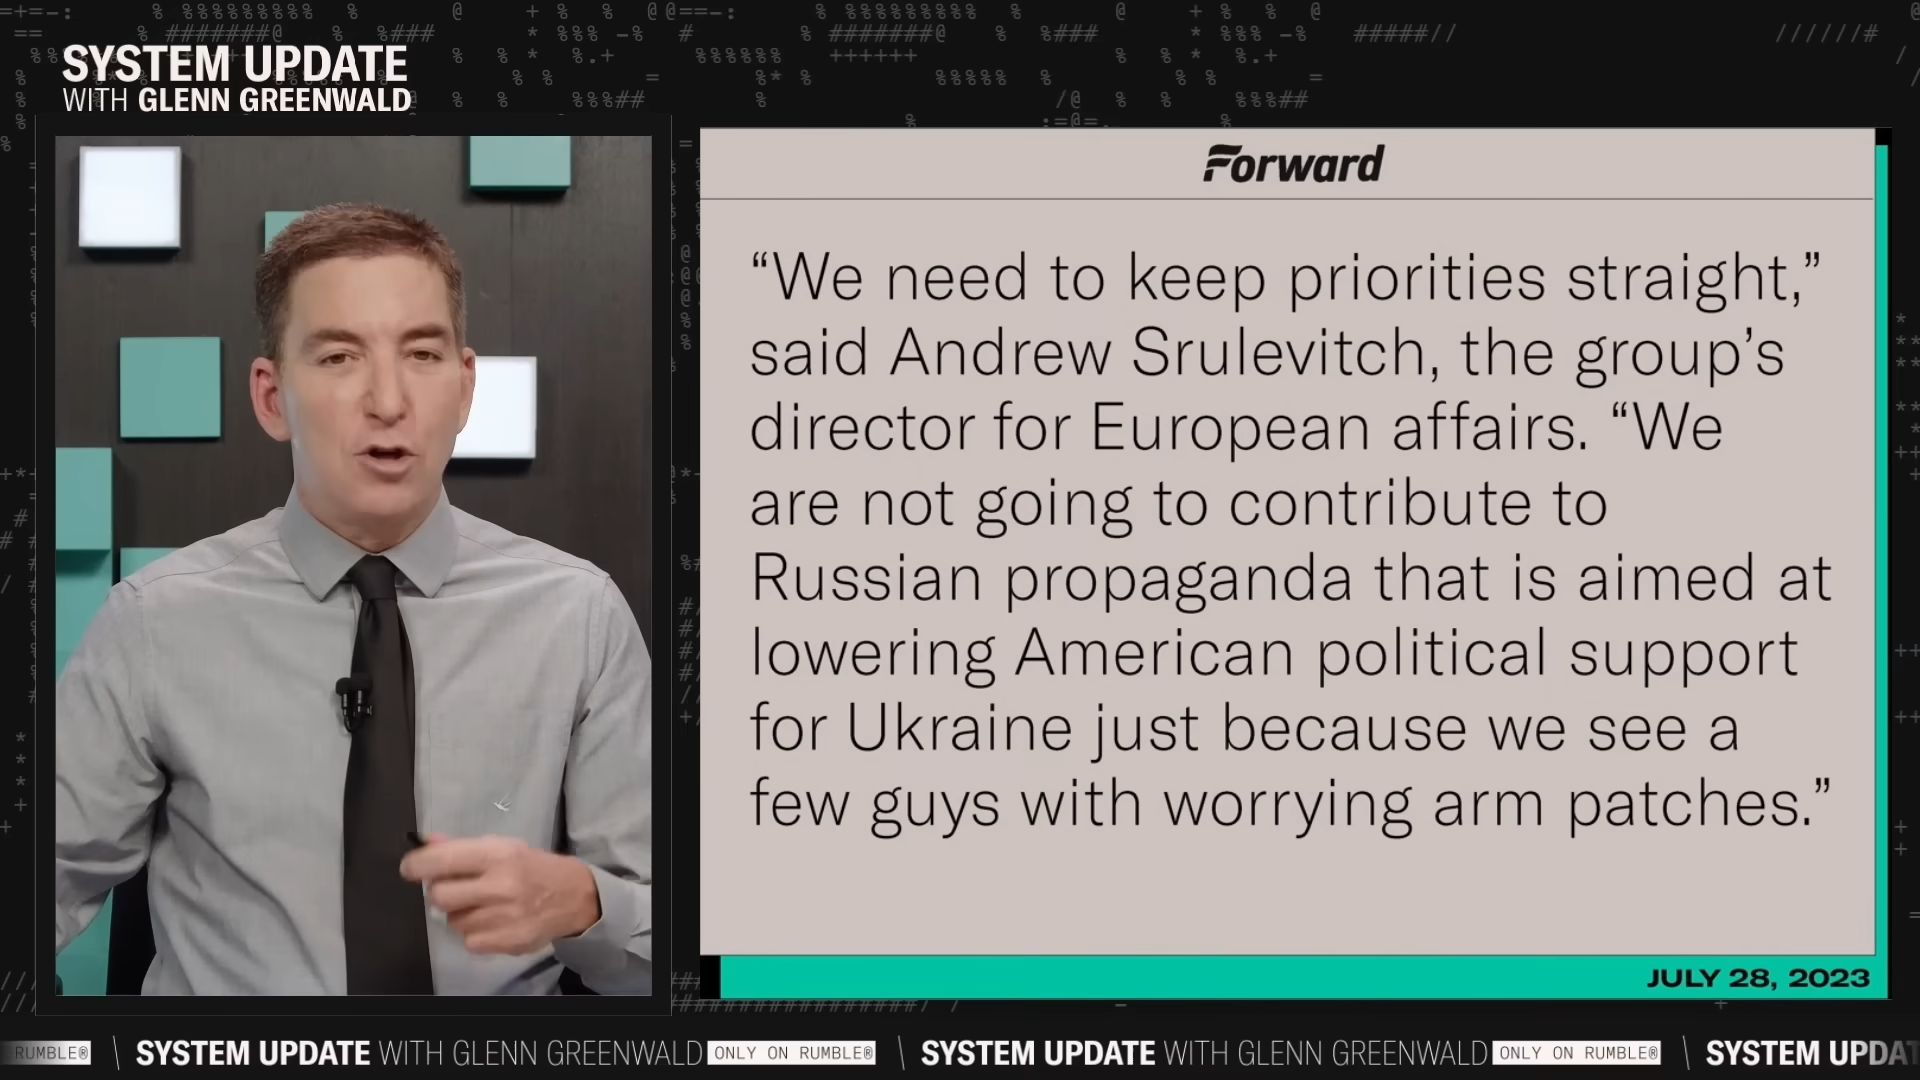 SYSTEM UPDATE
WITH GLENN GREENWALD
Forward
“We need to keep priorities straight,”
said Andrew Srulevitch, the group’s
director for European affairs. “We
are not going to contribute to
Russian propaganda that is aimed at
lowering American political support
for Ukraine just because we see a
few guys with worrying arm patches.”
JULY 28, 2023
RUMBLE® | SYSTEM UPDATE WITH GLENN GREENWALD ONLY ON RUMBLE® | SYSTEM UPDATE WITH GLENN GREENWALD ONLY ON RUMBLE® | SYSTEM UPDAT